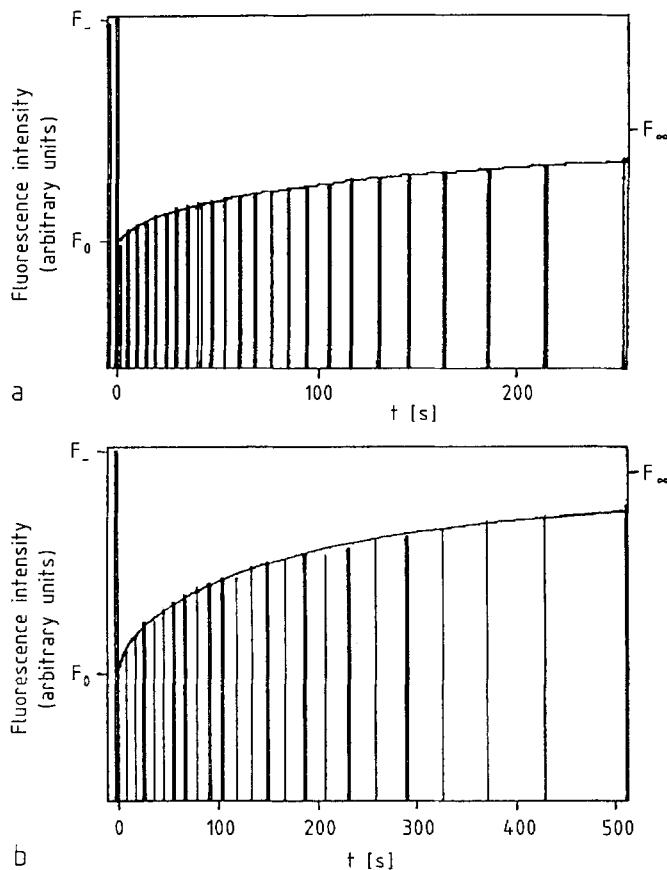 F₋
Fluorescence intensity
(arbitrary units)
F₀
F∞
a
0 100 200
t [s]
F₋
Fluorescence intensity
(arbitrary units)
F₀
F∞
b
0 100 200 300 400 500
t [s]